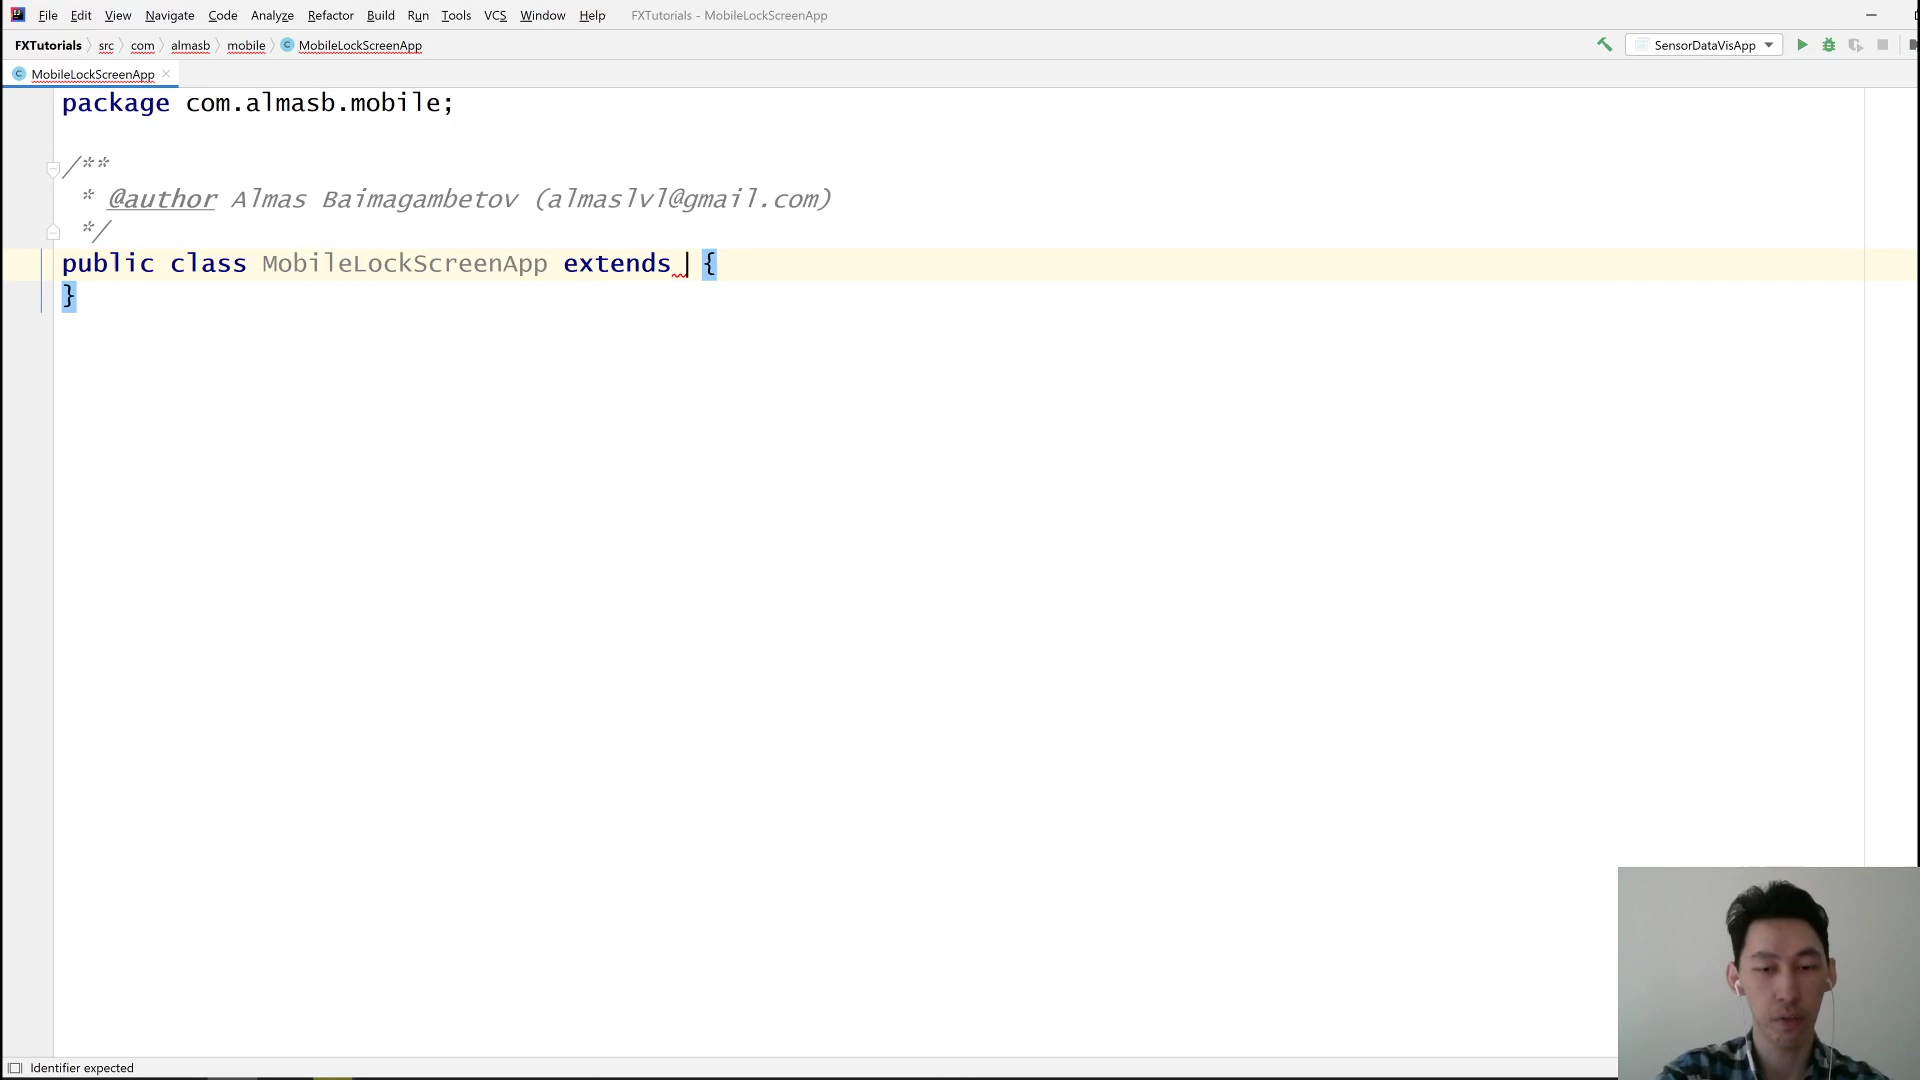 File Edit View Navigate Code Analyze Refactor Build Run Tools VCS Window Help FXTutorials - MobileLockScreenApp
FXTutorials src com almasb mobile MobileLockScreenApp SensorDataVisApp
MobileLockScreenApp
package com.almasb.mobile;
/**
* @author Almas Baimagambetov (almaslvl@gmail.com)
*/
public class MobileLockScreenApp extends {
}
Identifier expected